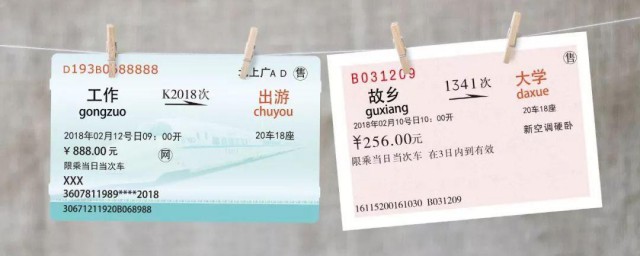 D193B0688888
上广A D 售
工作 K2018次 出游
gongzuo chuyou
2018年02月12号日09：00开 20车18座
￥888.00元
网
限乘当日当次车
XXX
3607811989****2018
30671211920B068988
B031209 售
故乡 1341次 大学
guxiang daxue
2018年02月10号日10：00开 20车18座
¥256.00元 新空调硬卧
限乘当日当次车 在3日内到有效
16115200161030 B031209